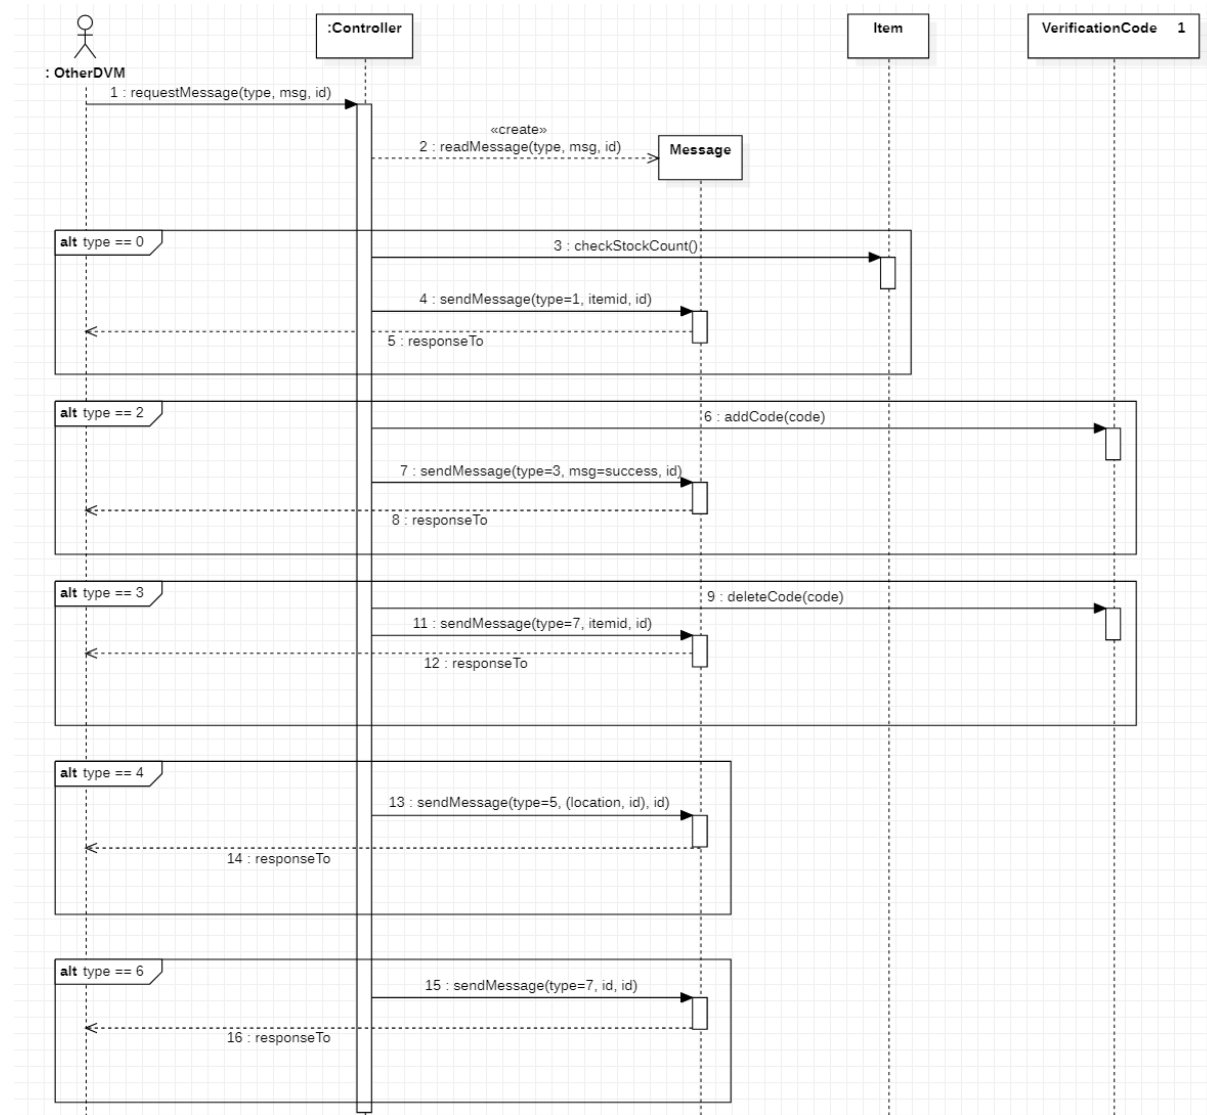 :Controller
Item
VerificationCode 1
: OtherDVM
1 : requestMessage(type, msg, id)
«create»
2 : readMessage(type, msg, id)
Message
alt type == 0
3 : checkStockCount()
4 : sendMessage(type=1, itemid, id)
5 : responseTo
alt type == 2
6 : addCode(code)
7 : sendMessage(type=3, msg=success, id)
8 : responseTo
alt type == 3
9 : deleteCode(code)
11 : sendMessage(type=7, itemid, id)
12 : responseTo
alt type == 4
13 : sendMessage(type=5, (location, id), id)
14 : responseTo
alt type == 6
15 : sendMessage(type=7, id, id)
16 : responseTo